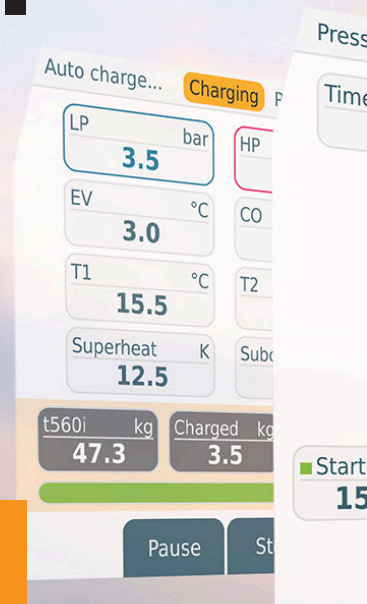 Auto charge...
Charging
LP bar
3.5
HP
EV °C
3.0
CO
T1 °C
15.5
T2
Superheat K
12.5
t560i kg
47.3
Charged kg
3.5
Pause
Time
Start
15